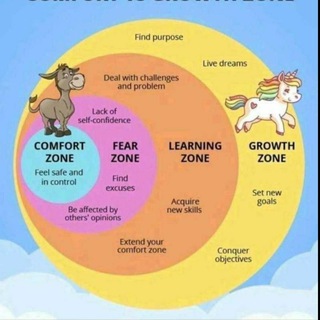 Find purpose
Live dreams
Deal with challenges
and problem
Lack of
self-confidence
COMFORT
ZONE
FEAR
ZONE
LEARNING
ZONE
GROWTH
ZONE
Feel safe and
in control
Find
excuses
Set new
goals
Be affected by
others' opinions
Acquire
new skills
Extend your
comfort zone
Conquer
objectives